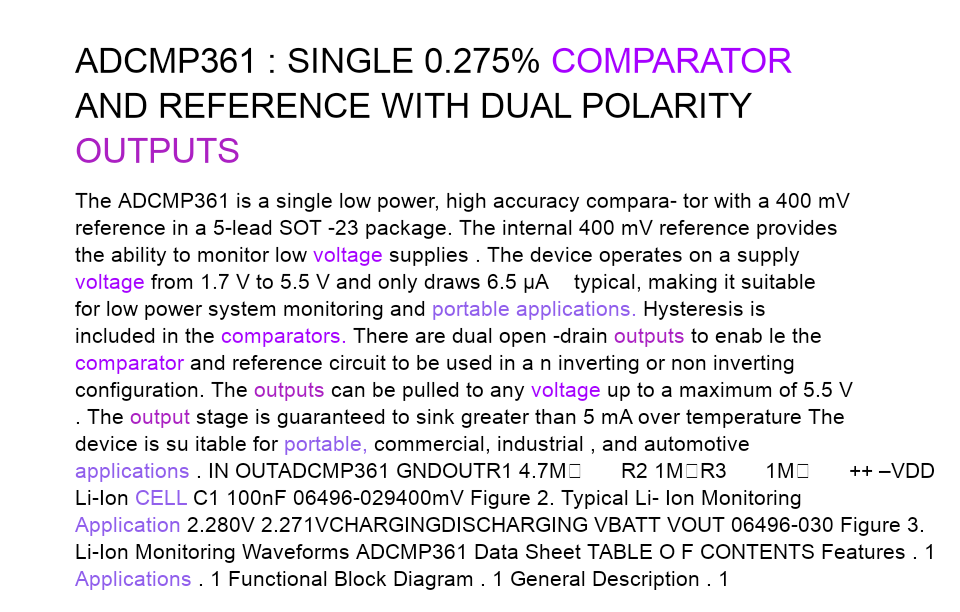 ADCMP361 : SINGLE 0.275% COMPARATOR
AND REFERENCE WITH DUAL POLARITY
OUTPUTS
The ADCMP361 is a single low power, high accuracy compara- tor with a 400 mV
reference in a 5-lead SOT -23 package. The internal 400 mV reference provides
the ability to monitor low voltage supplies . The device operates on a supply
voltage from 1.7 V to 5.5 V and only draws 6.5 μA typical, making it suitable
for low power system monitoring and portable applications. Hysteresis is
included in the comparators. There are dual open -drain outputs to enab le the
comparator and reference circuit to be used in a n inverting or non inverting
configuration. The outputs can be pulled to any voltage up to a maximum of 5.5 V
. The output stage is guaranteed to sink greater than 5 mA over temperature The
device is su itable for portable, commercial, industrial , and automotive
applications . IN OUTADCMP361 GNDOUTR1 4.7M□ R2 1M□R3 1M□ ++ –VDD
Li-Ion CELL C1 100nF 06496-029400mV Figure 2. Typical Li- Ion Monitoring
Application 2.280V 2.271VCHARGINGDISCHARGING VBATT VOUT 06496-030 Figure 3.
Li-Ion Monitoring Waveforms ADCMP361 Data Sheet TABLE O F CONTENTS Features . 1
Applications . 1 Functional Block Diagram . 1 General Description . 1